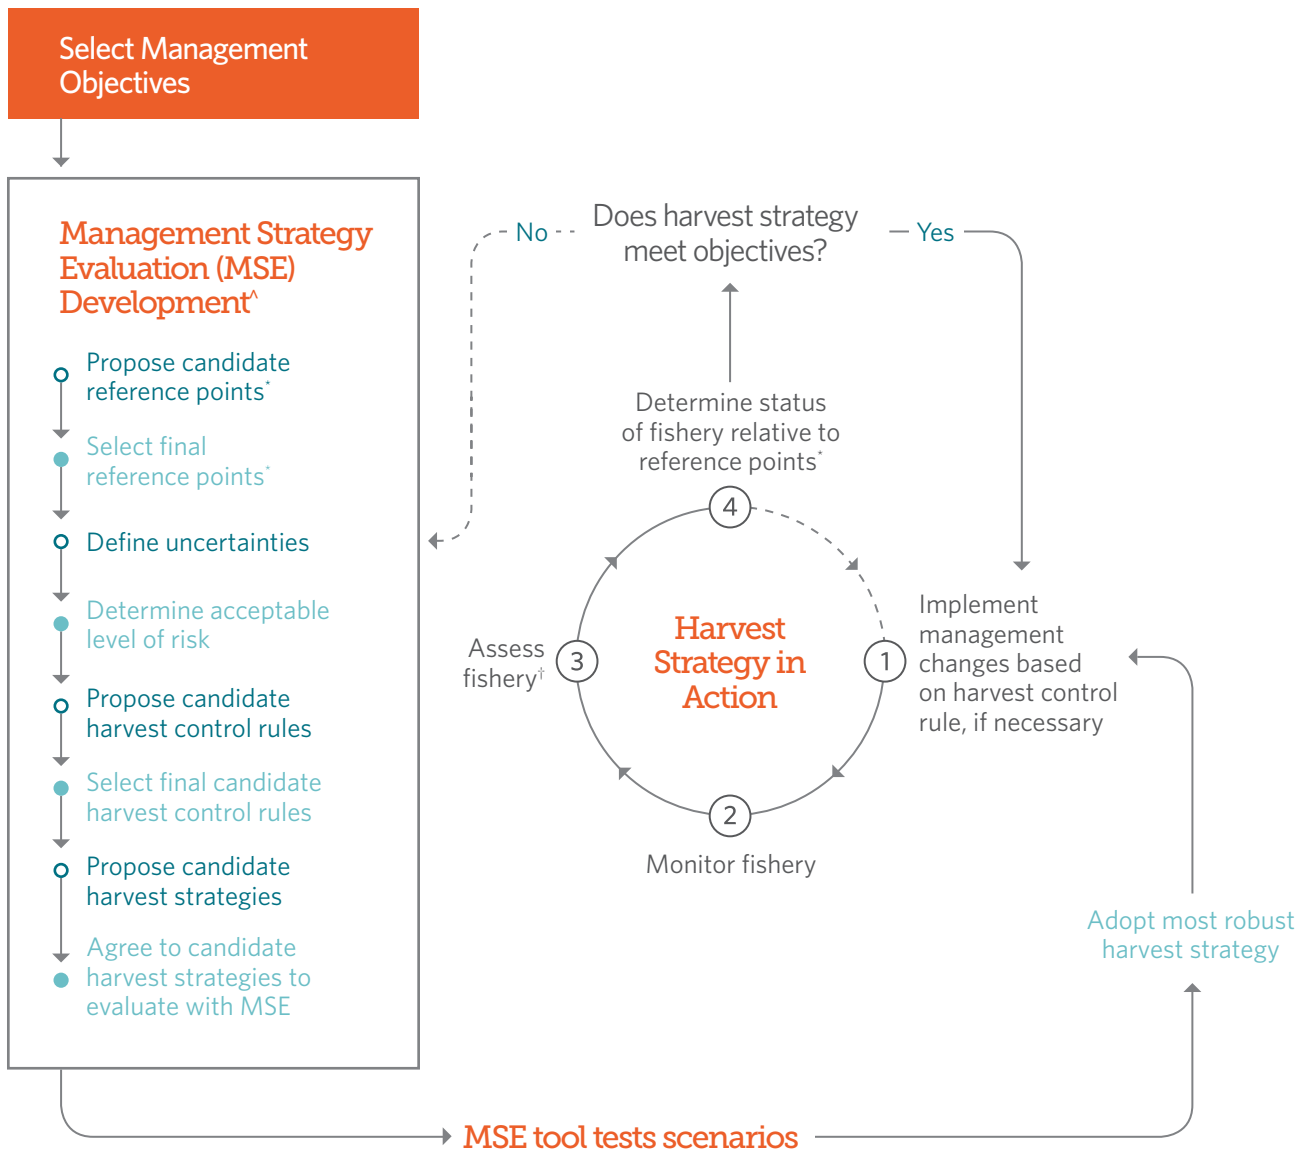 Select Management
Objectives
Management Strategy
Evaluation (MSE)
Development^
Propose candidate
reference points*
Select final
reference points*
Define uncertainties
Determine acceptable
level of risk
Propose candidate
harvest control rules
Select final candidate
harvest control rules
Propose candidate
harvest strategies
Agree to candidate
harvest strategies to
evaluate with MSE
No
Does harvest strategy
meet objectives?
Yes
Determine status
of fishery relative to
reference points*
4
Harvest
Strategy in
Action
Assess
fishery†
3
1
Implement
management
changes based
on harvest control
rule, if necessary
2
Monitor fishery
Adopt most robust
harvest strategy
MSE tool tests scenarios